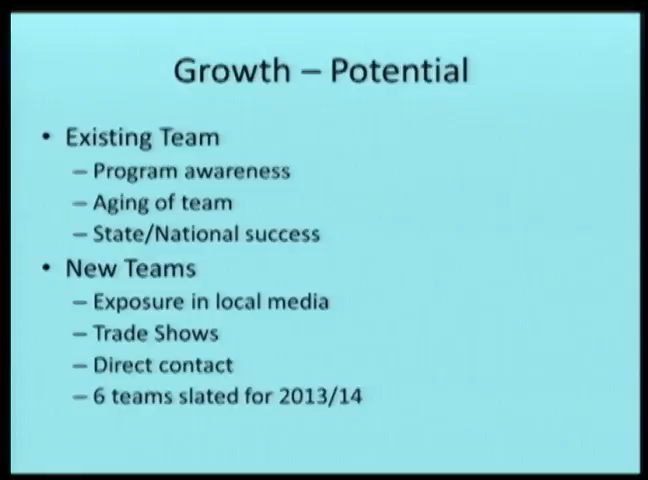 Growth – Potential
• Existing Team
– Program awareness
– Aging of team
– State/National success
• New Teams
– Exposure in local media
– Trade Shows
– Direct contact
– 6 teams slated for 2013/14